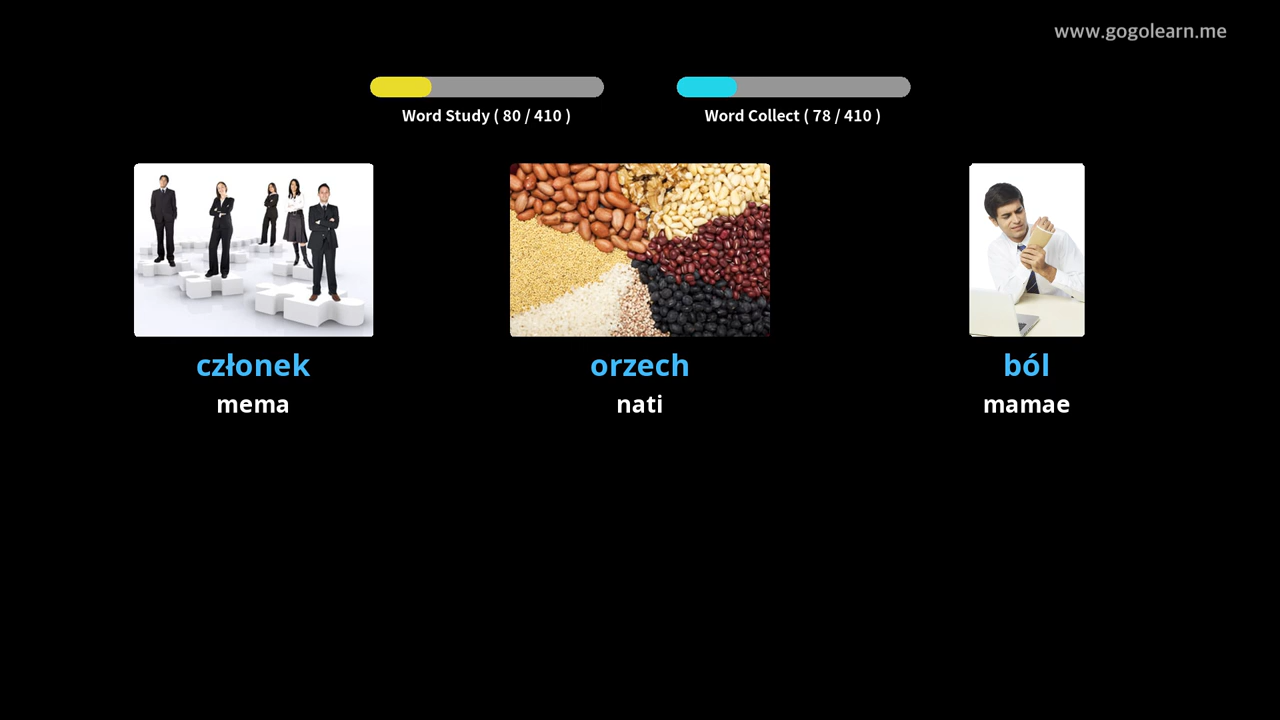 www.gogolearn.me
Word Study ( 80 / 410 )
Word Collect ( 78 / 410 )
członek
orzech
ból
mema
nati
mamae